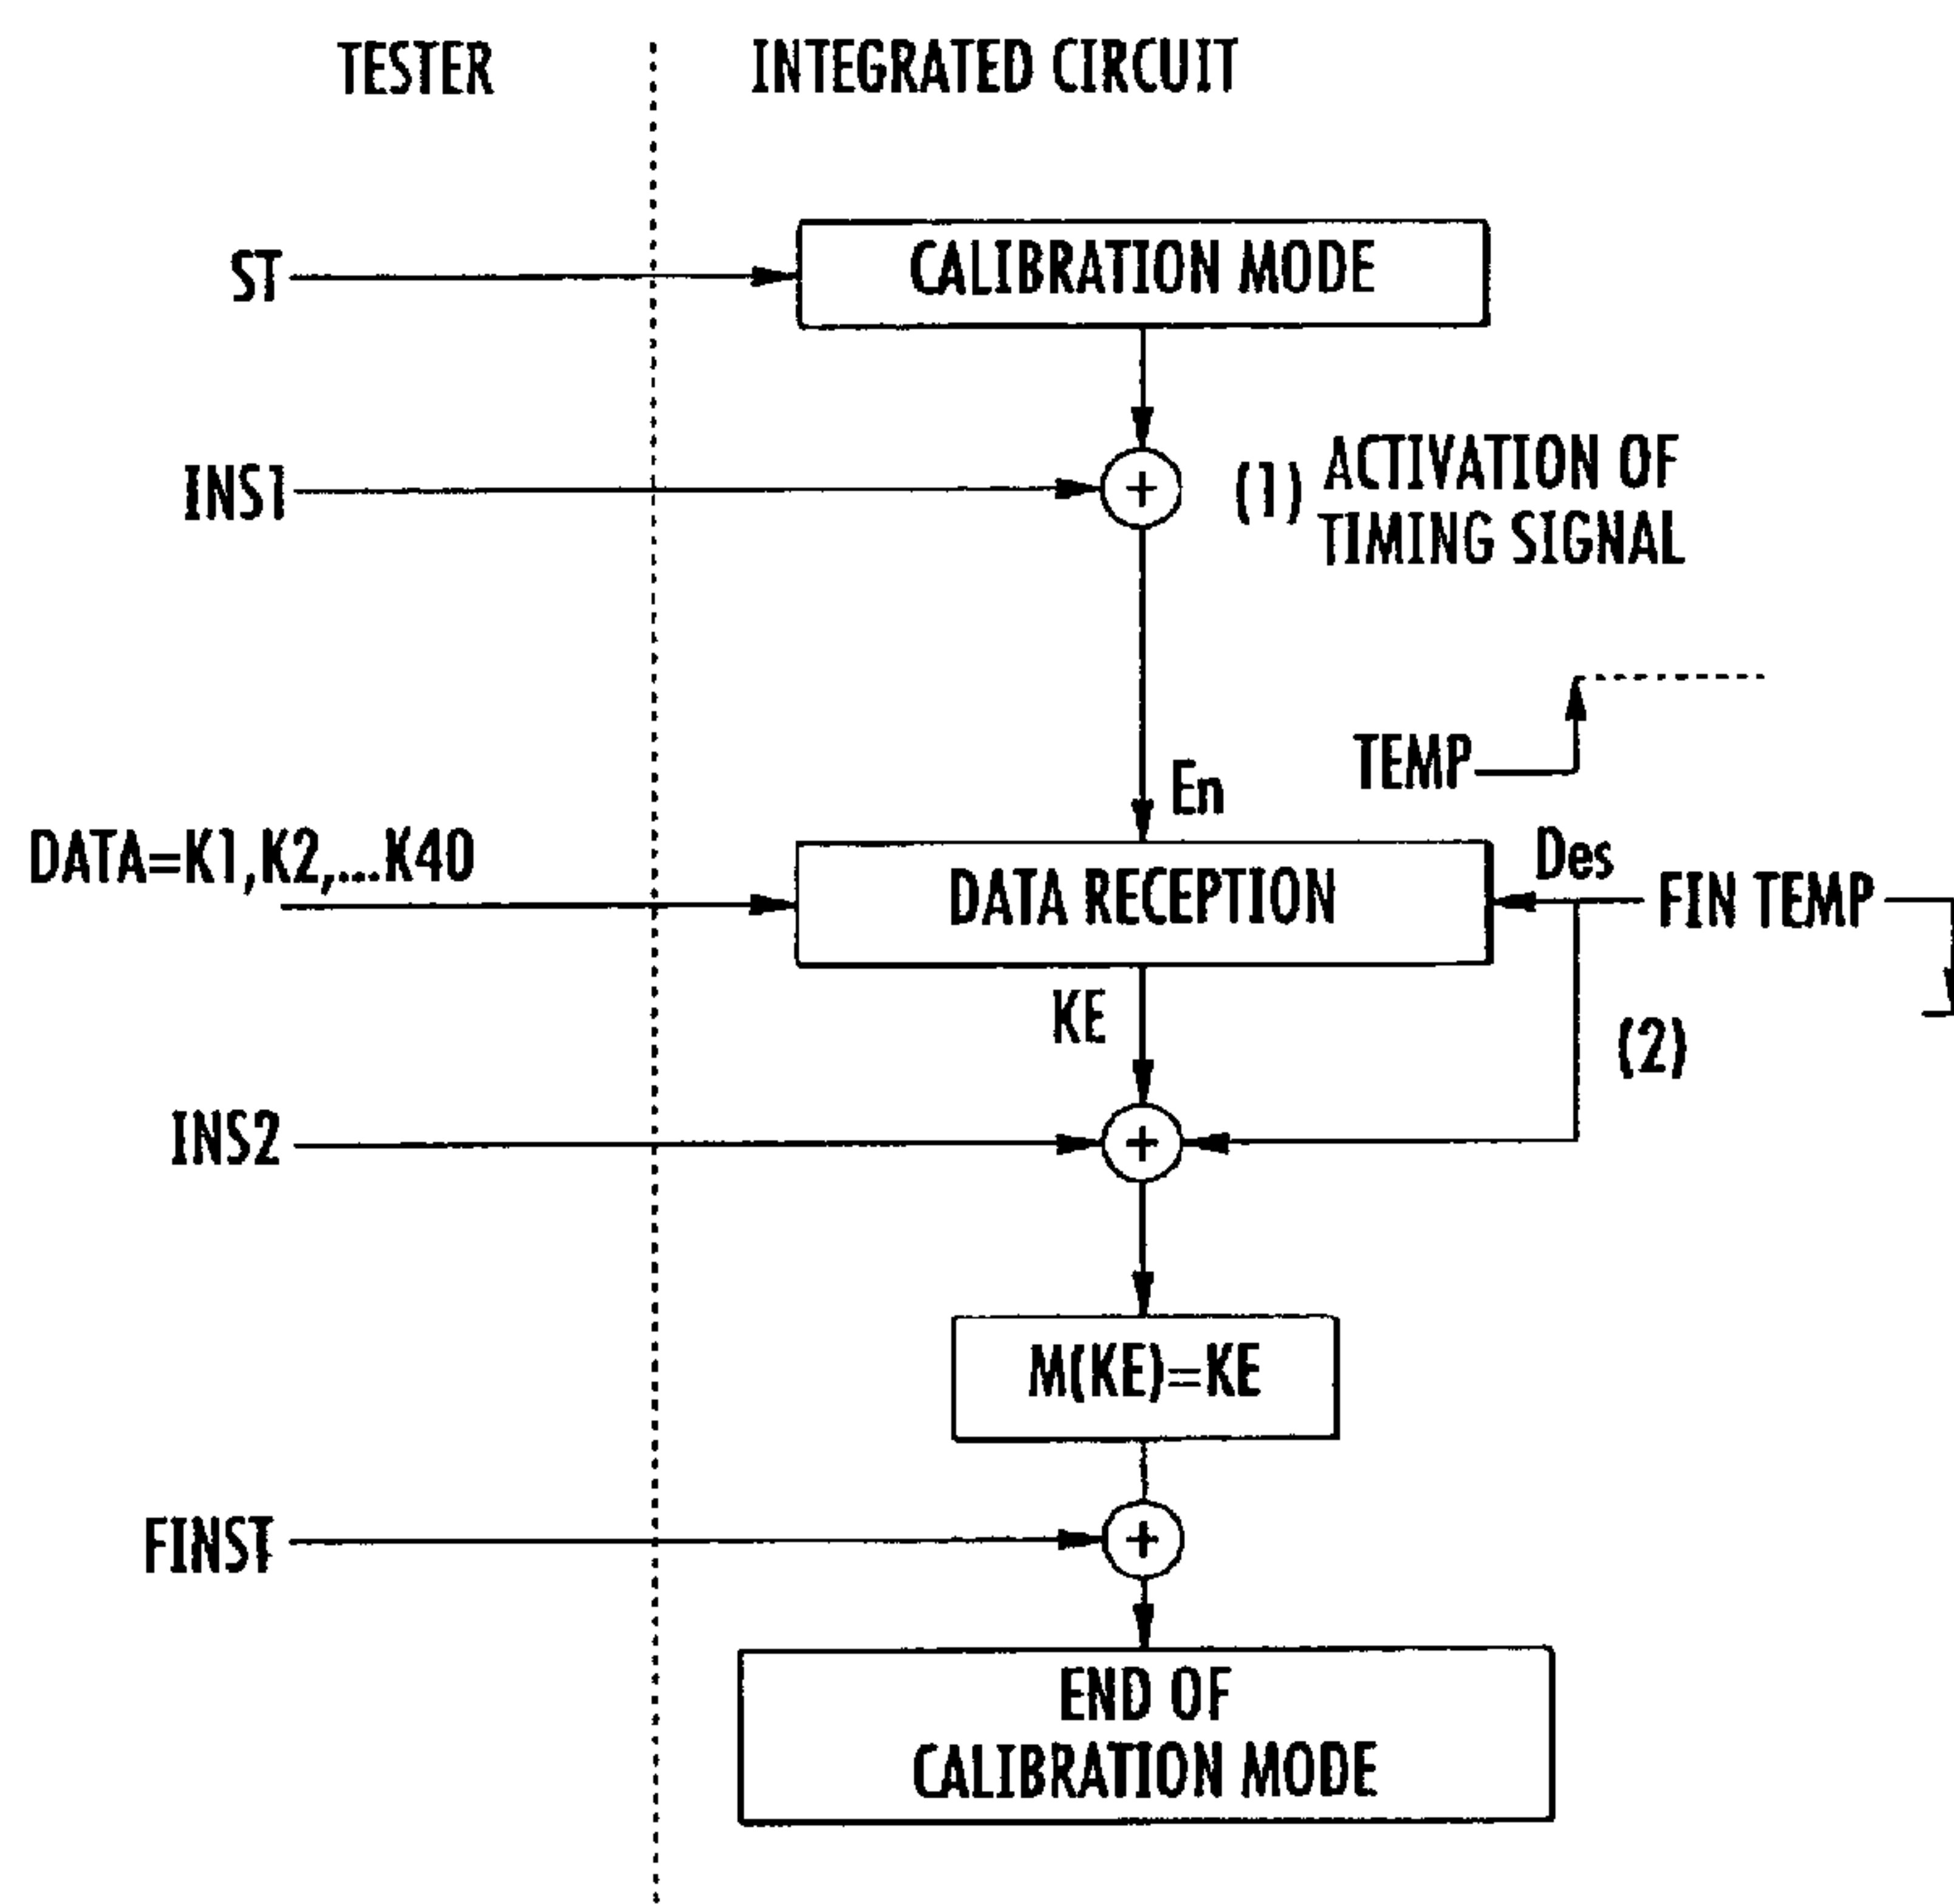 TESTER
INTEGRATED CIRCUIT
ST
CALIBRATION MODE
INS1
+
(1) ACTIVATION OF
TIMING SIGNAL
TEMP
En
DATA=K1,K2,...K40
DATA RECEPTION
Des
FIN TEMP
KE
(2)
INS2
+
M(KE)=KE
FINST
+
END OF
CALIBRATION MODE